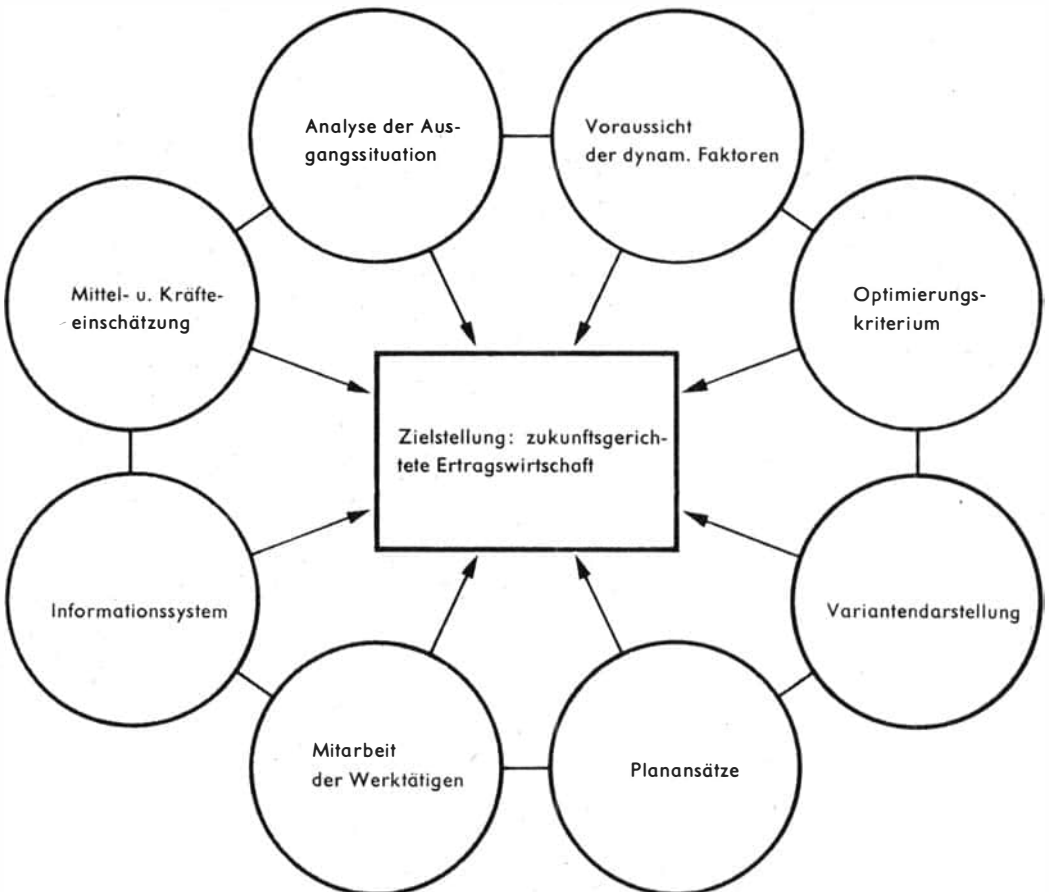 Analyse der Aus-
gangssituation
Voraussicht
der dynam. Faktoren
Mittel- u. Kräfte-
einschätzung
Optimierungs-
kriterium
Zielstellung: zukunftsgerich-
tete Ertragswirtschaft
Informationssystem
Variantendarstellung
Mitarbeit
der Werktätigen
Planansätze